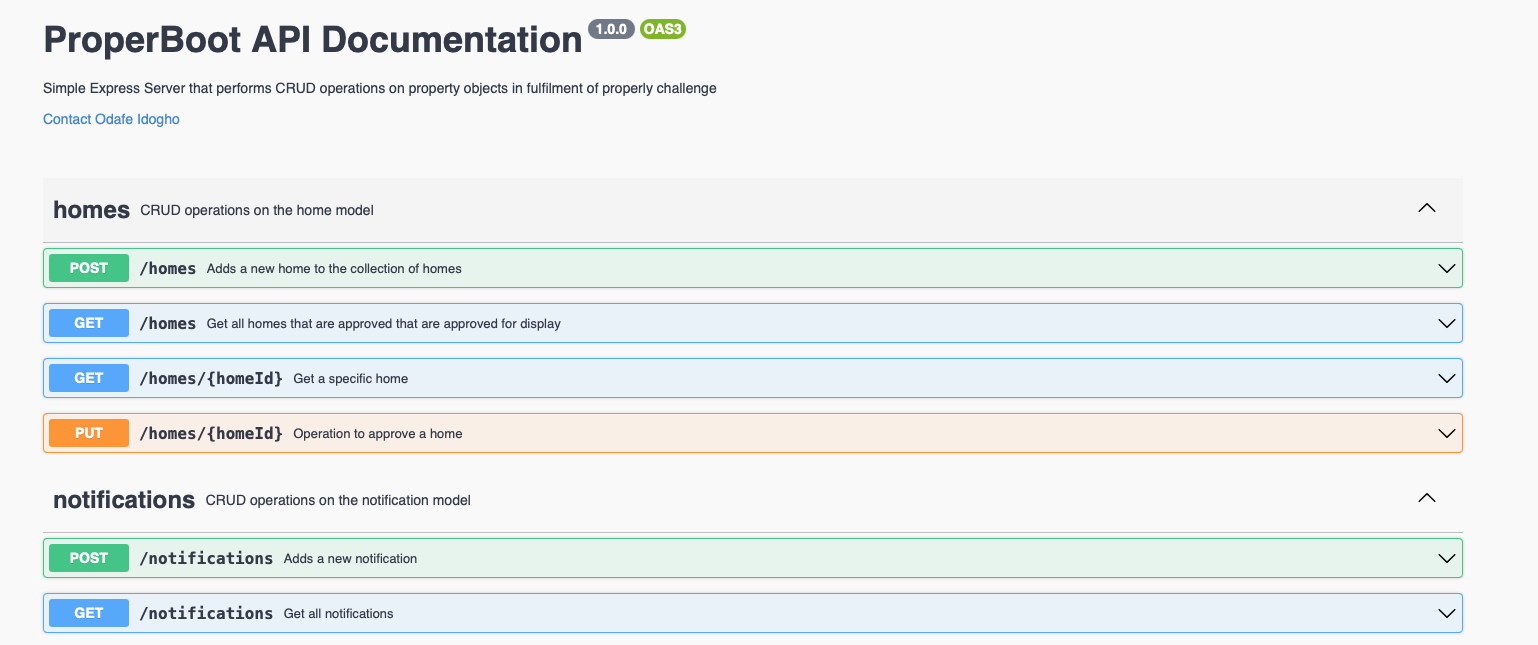 ProperBoot API Documentation 1.0.0 OAS3
Simple Express Server that performs CRUD operations on property objects in fulfilment of properly challenge
Contact Odafe Idogho
homes CRUD operations on the home model
POST /homes Adds a new home to the collection of homes
GET /homes Get all homes that are approved that are approved for display
GET /homes/{homeId} Get a specific home
PUT /homes/{homeId} Operation to approve a home
notifications CRUD operations on the notification model
POST /notifications Adds a new notification
GET /notifications Get all notifications